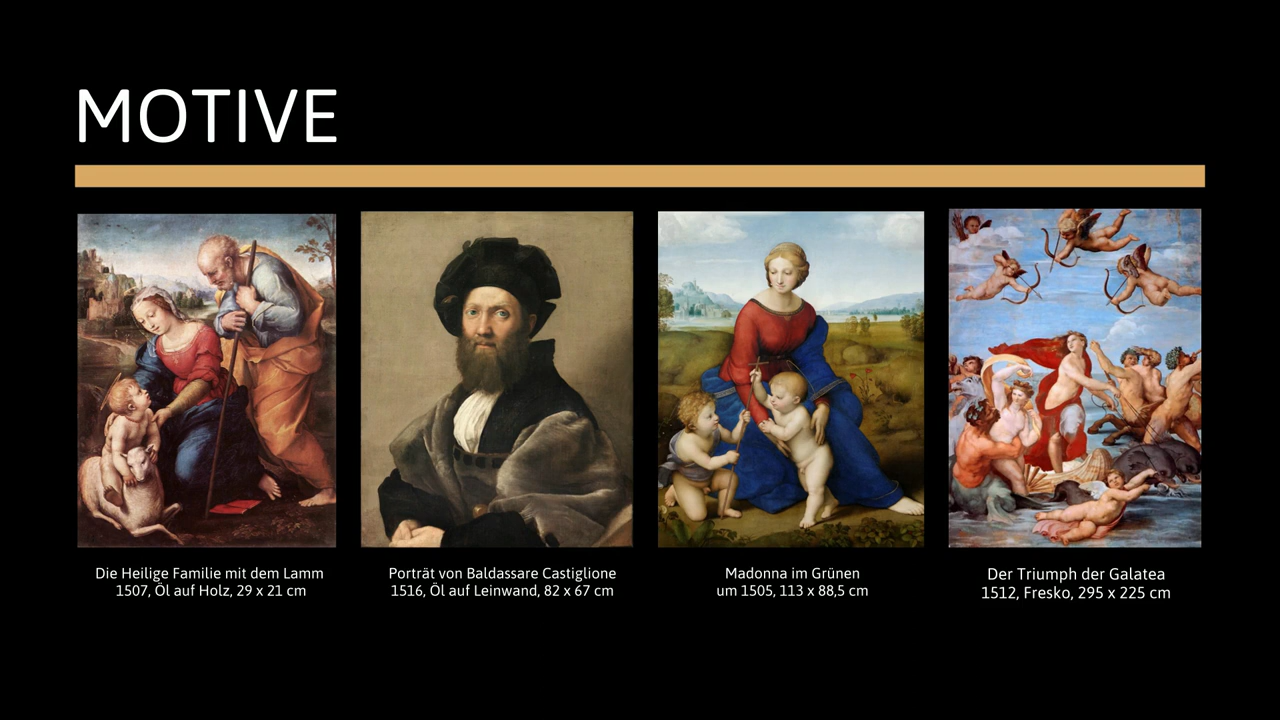 MOTIVE
Die Heilige Familie mit dem Lamm
1507, Öl auf Holz, 29 x 21 cm
Porträt von Baldassare Castiglione
1516, Öl auf Leinwand, 82 x 67 cm
Madonna im Grünen
um 1505, 113 x 88,5 cm
Der Triumph der Galatea
1512, Fresko, 295 x 225 cm